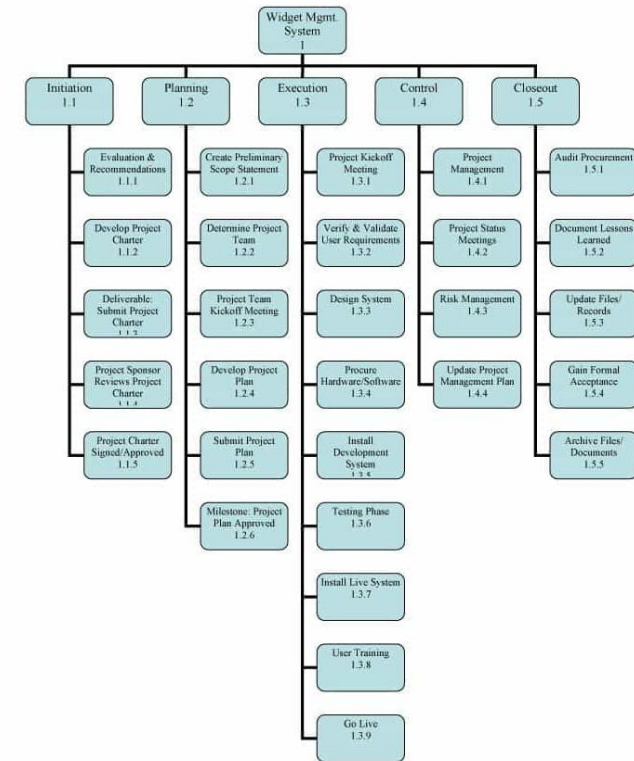 Widget Mgmt.
System
1
Initiation
1.1
Planning
1.2
Execution
1.3
Control
1.4
Closeout
1.5
Evaluation &
Recommendations
1.1.1
Develop Project
Charter
1.1.2
Deliverable:
Submit Project
Charter
1.1.3
Project Sponsor
Reviews Project
Charter
1.1.4
Project Charter
Signed/Approved
1.1.5
Create Preliminary
Scope Statement
1.2.1
Determine Project
Team
1.2.2
Project Team
Kickoff Meeting
1.2.3
Develop Project
Plan
1.2.4
Submit Project
Plan
1.2.5
Milestone: Project
Plan Approved
1.2.6
Project Kickoff
Meeting
1.3.1
Verify & Validate
User Requirements
1.3.2
Design System
1.3.3
Procure
Hardware/Software
1.3.4
Install
Development
System
1.3.5
Testing Phase
1.3.6
Install Live System
1.3.7
User Training
1.3.8
Go Live
1.3.9
Project
Management
1.4.1
Project Status
Meetings
1.4.2
Risk Management
1.4.3
Update Project
Management Plan
1.4.4
Audit Procurement
1.5.1
Document Lessons
Learned
1.5.2
Update Files/
Records
1.5.3
Gain Formal
Acceptance
1.5.4
Archive Files/
Documents
1.5.5